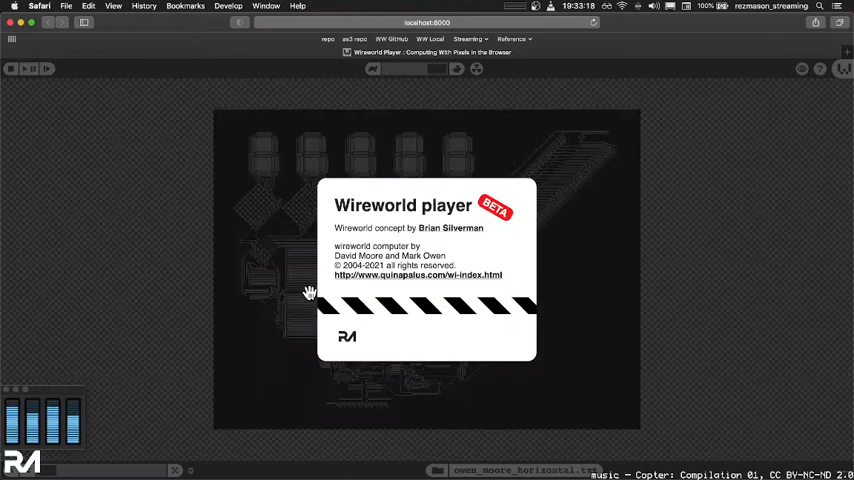 Safari File Edit View History Bookmarks Develop Window Help
100% 19:33:18 rezmason_streaming
localhost:8000
repo as3 repo WW GitHub WW Local Streaming Reference
Wireworld Player : Computing With Pixels in the Browser
Wireworld player BETA
Wireworld concept by Brian Silverman
wireworld computer by
David Moore and Mark Owen
© 2004-2021 all rights reserved.
http://www.quinapalus.com/wi-index.html
RM
0
owen_moore_horizontal.txt
RM
music - Copter: Compilation 01, CC BY-NC-ND 2.0